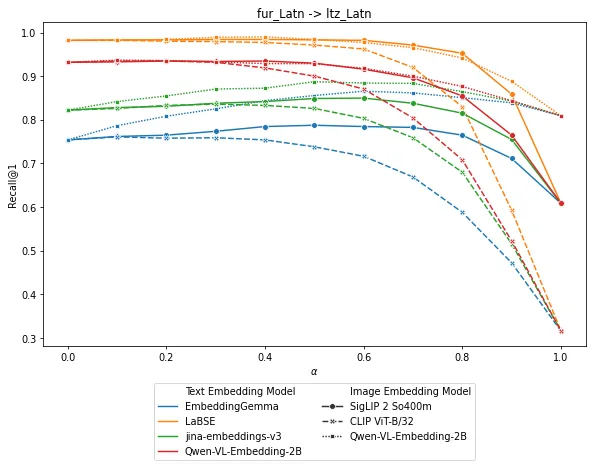 fur_Latn -> ltz_Latn
1.0
0.9
0.8
0.7
0.6
0.5
0.4
0.3
Recall@1
0.0 0.2 0.4 0.6 0.8 1.0
α
Text Embedding Model Image Embedding Model
EmbeddingGemma SigLIP 2 So400m
LaBSE CLIP ViT-B/32
jina-embeddings-v3 Qwen-VL-Embedding-2B
Qwen-VL-Embedding-2B